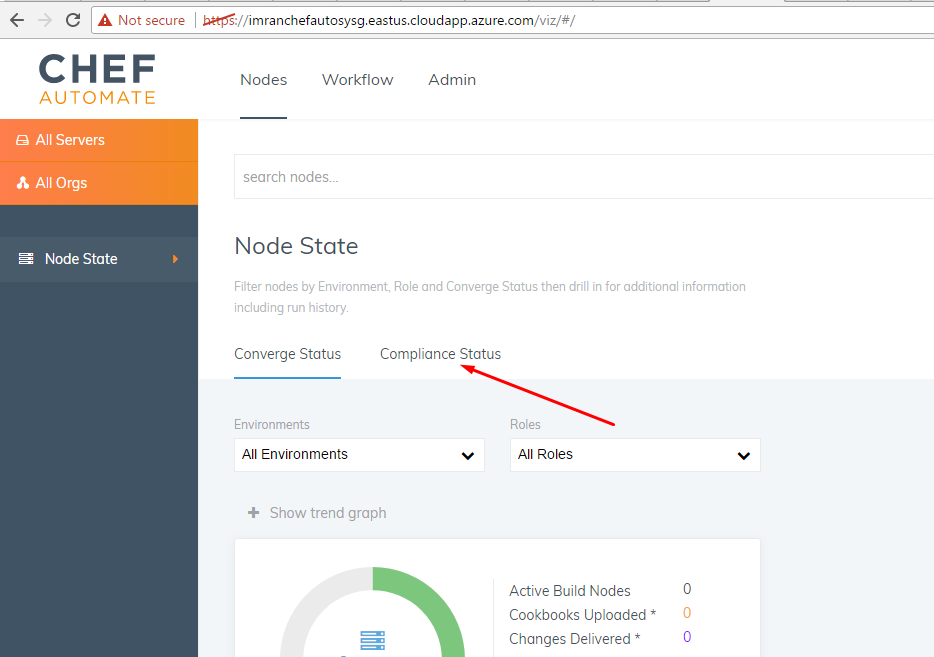 Not secure | https://imranchefautosysg.eastus.cloudapp.azure.com/viz/#/
CHEF
AUTOMATE
Nodes Workflow Admin
All Servers
All Orgs
Node State
search nodes...
Node State
Filter nodes by Environment, Role and Converge Status then drill in for additional information
including run history.
Converge Status Compliance Status
Environments Roles
All Environments All Roles
+ Show trend graph
Active Build Nodes 0
Cookbooks Uploaded * 0
Changes Delivered * 0